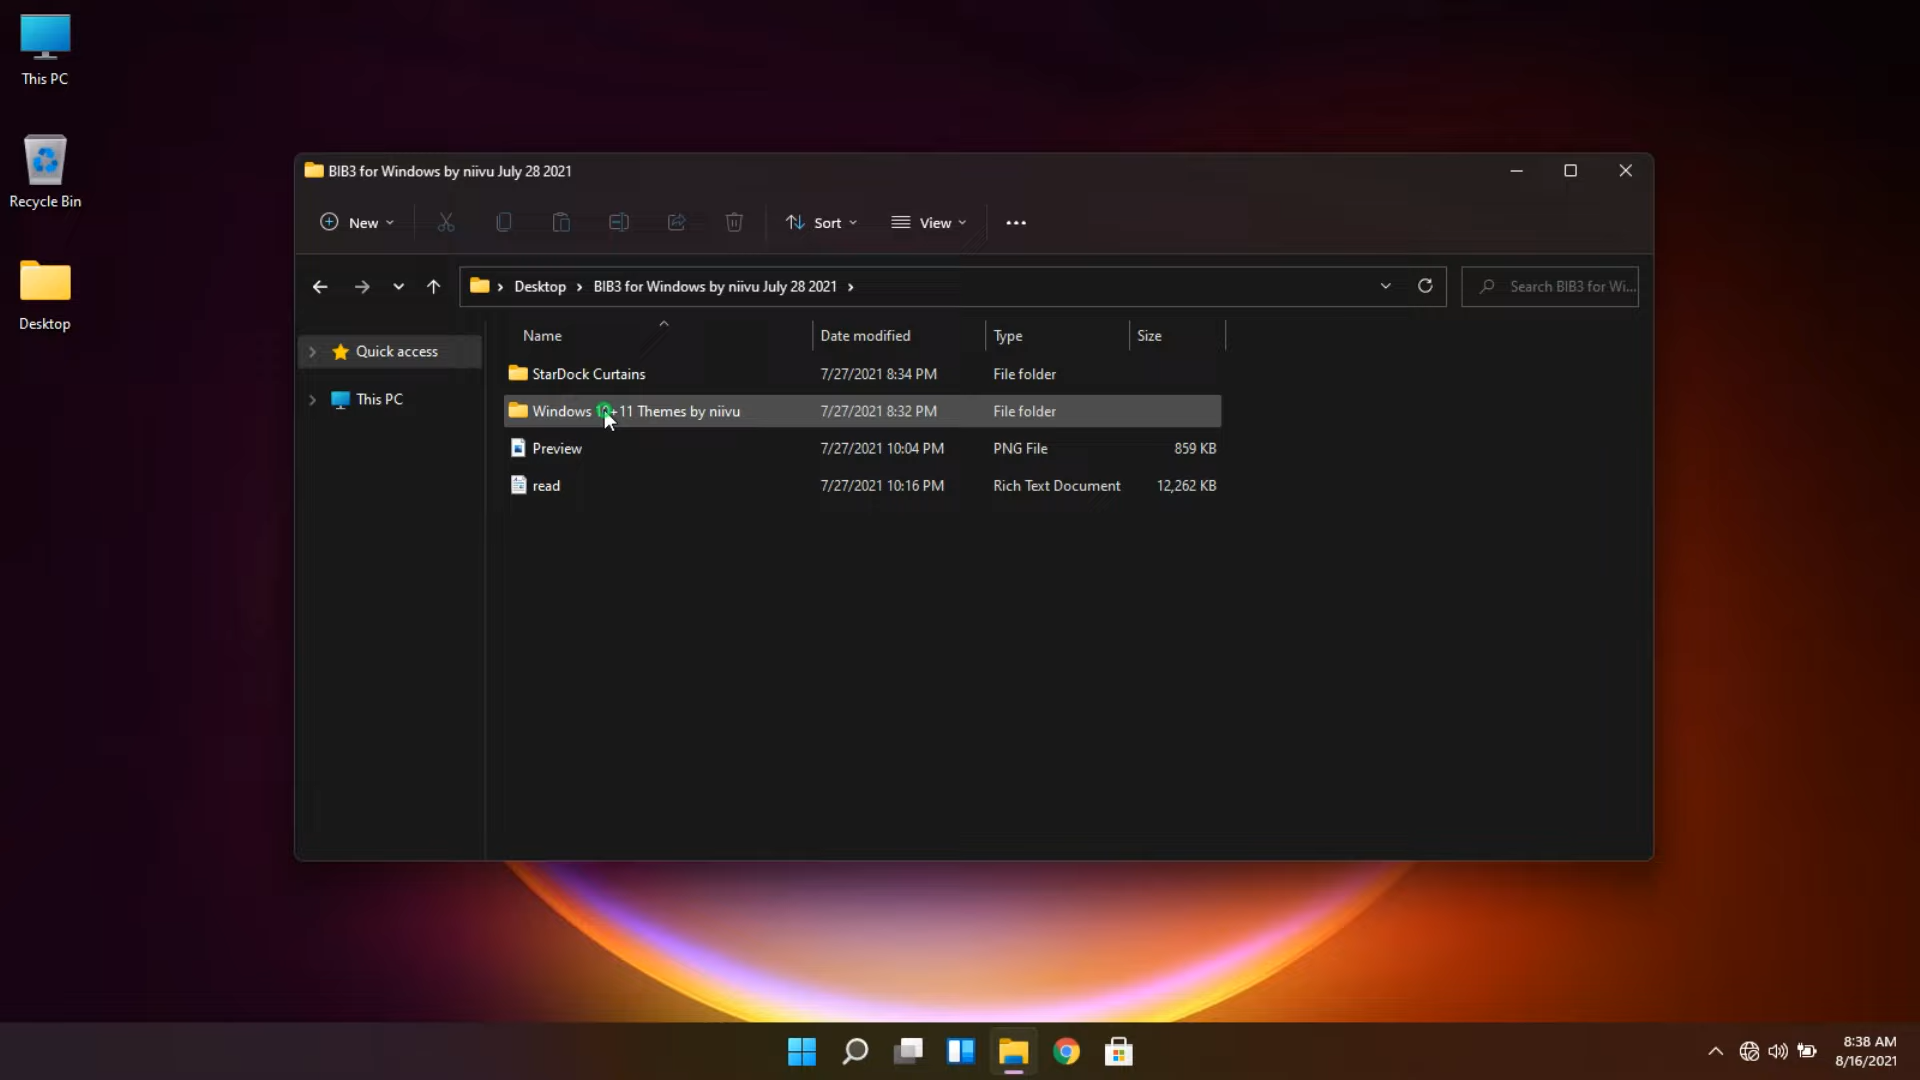 This PC
Recycle Bin
Desktop
BIB3 for Windows by niivu July 28 2021
New
Sort
View
Desktop
BIB3 for Windows by niivu July 28 2021
Search BIB3 for Wi...
Quick access
This PC
Name Date modified Type Size
StarDock Curtains 7/27/2021 8:34 PM File folder
Windows 10+11 Themes by niivu 7/27/2021 8:32 PM File folder
Preview 7/27/2021 10:04 PM PNG File 859 KB
read 7/27/2021 10:16 PM Rich Text Document 12,262 KB
8:38 AM
8/16/2021